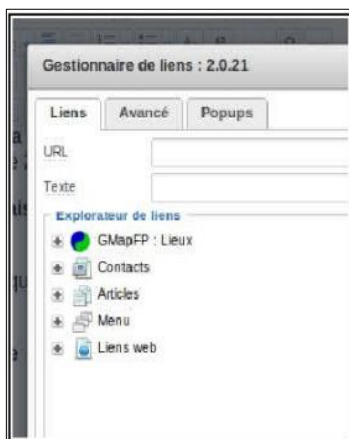 Gestionnaire de liens : 2.0.21
Liens Avancé Popups
URL
Texte
Explorateur de liens
GMapFP : Lieux
Contacts
Articles
Menu
Liens web